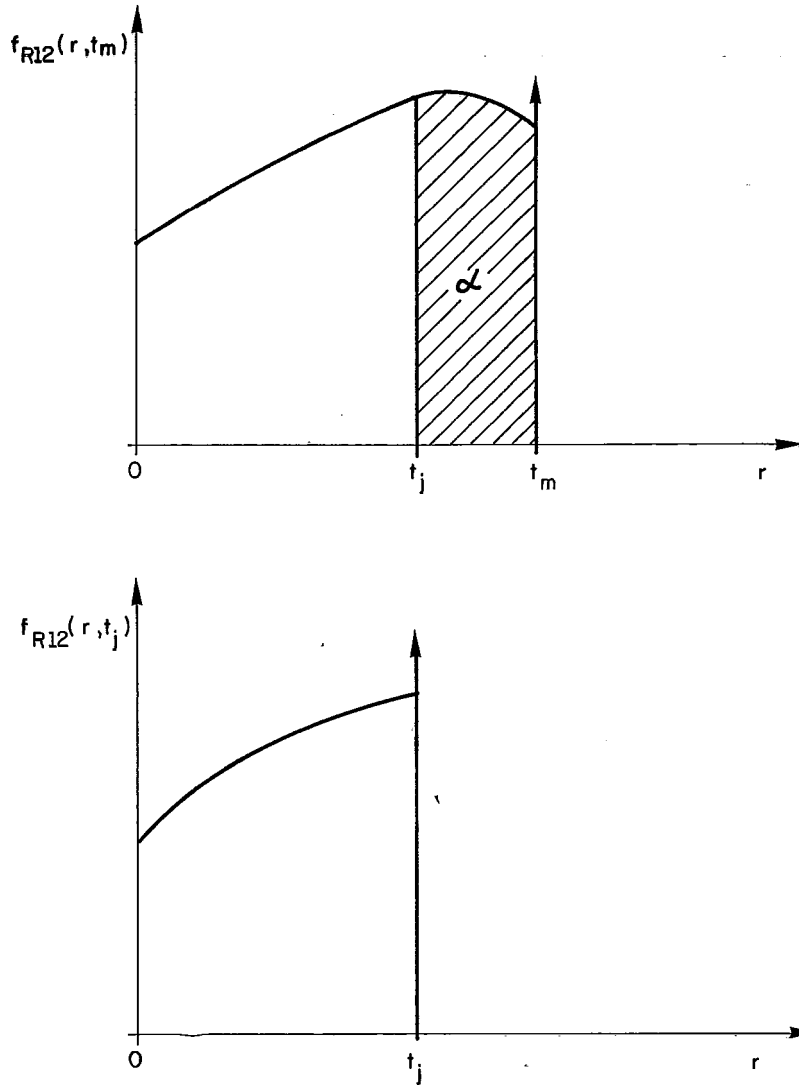 f_R12(r,t_m)
α
0 t_j t_m r
f_R12(r,t_j)
0 t_j r